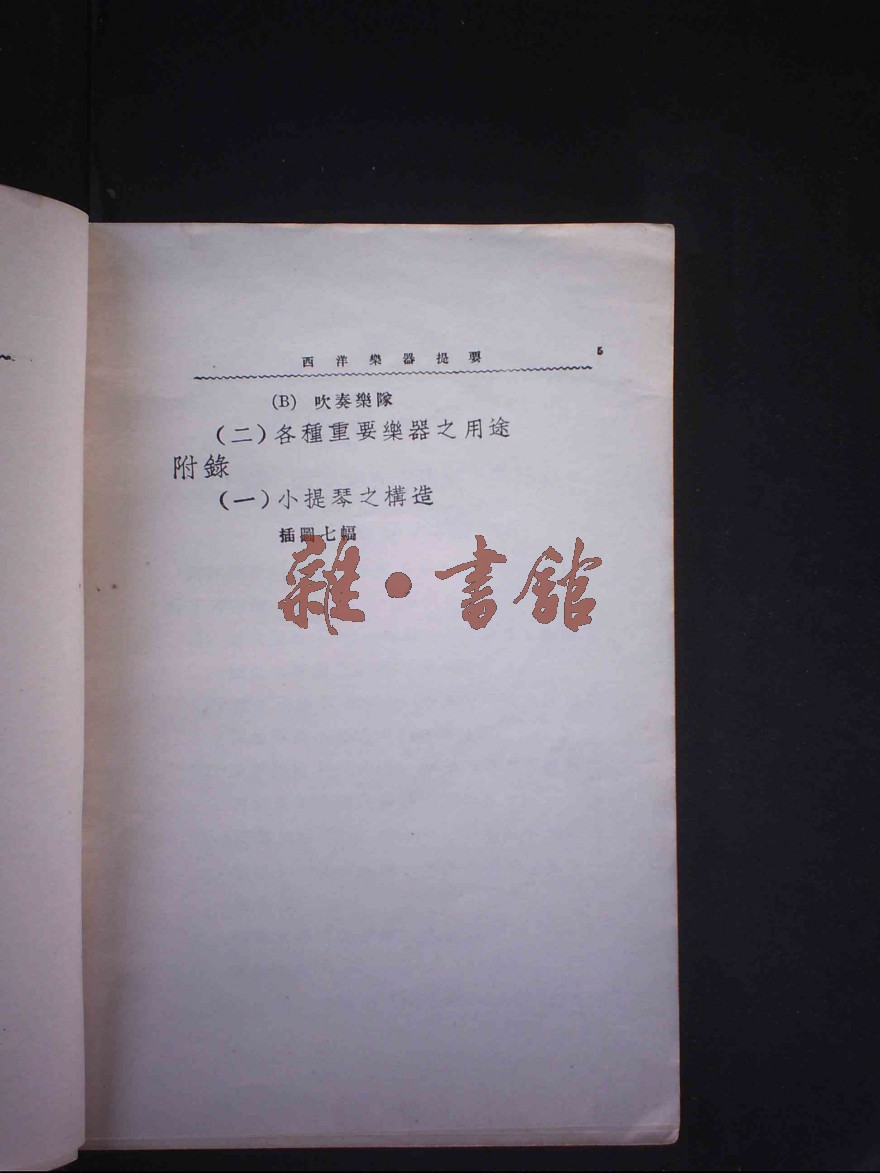 西洋樂器提要 5
(B) 吹奏樂隊
(二)各種重要樂器之用途
附錄
(一)小提琴之構造
插圖七幅
雜·書館